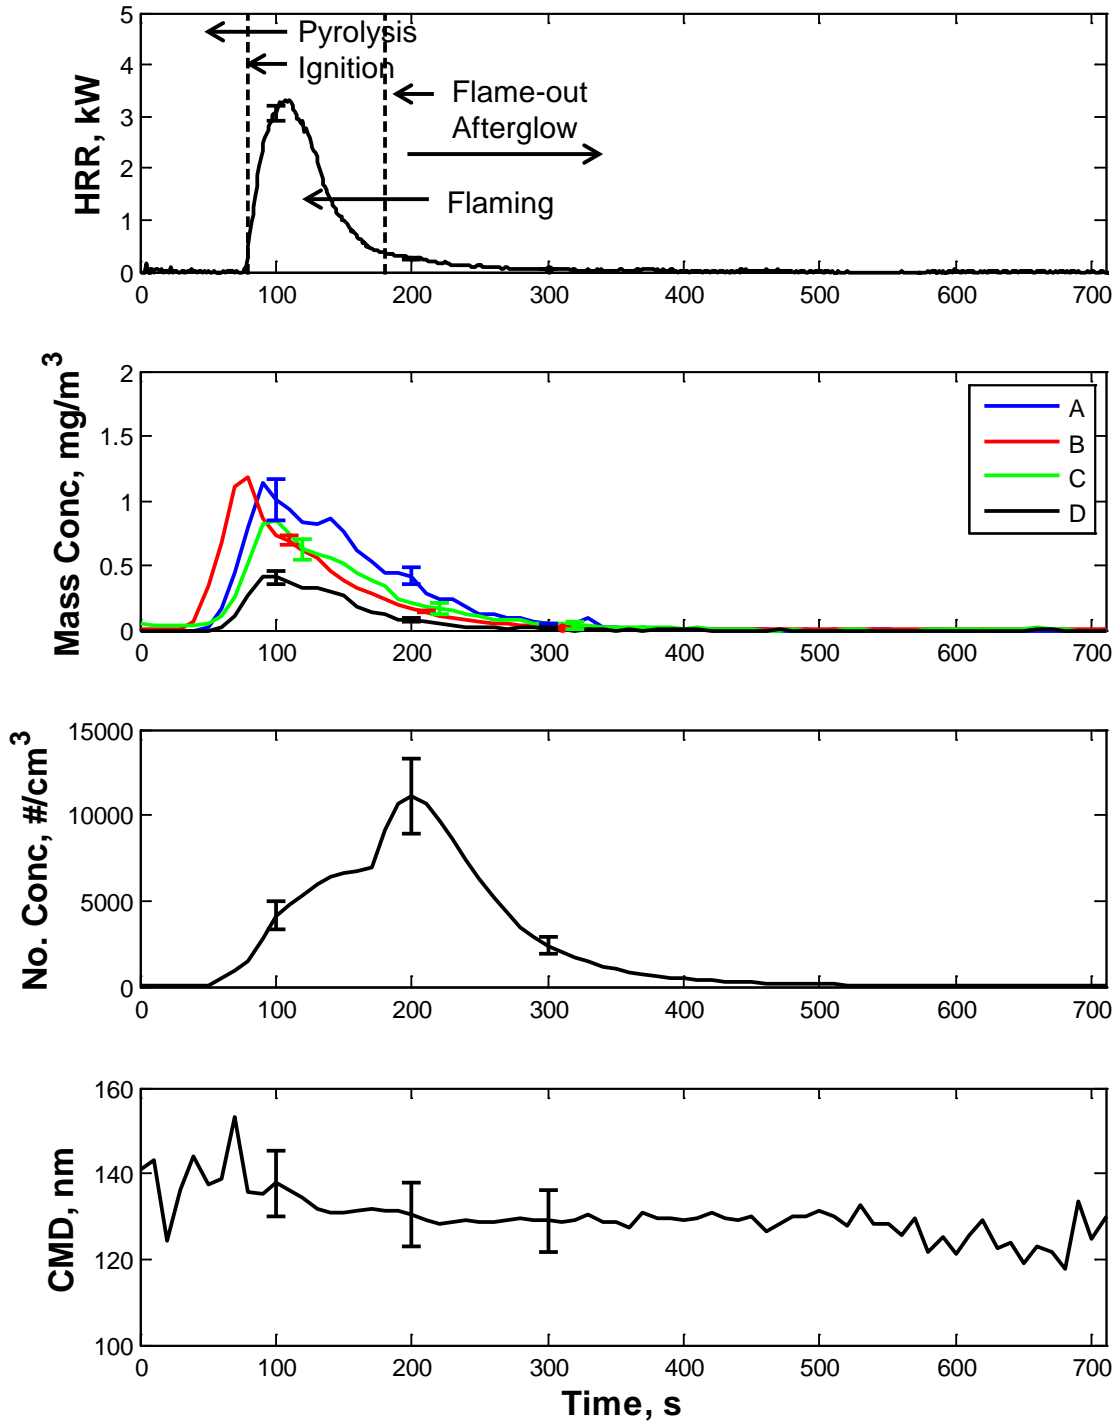 HRR, kW
5
4
3
2
1
0
Pyrolysis
Ignition
Flame-out
Afterglow
Flaming
0 100 200 300 400 500 600 700
Mass Conc, mg/m³
2
1.5
1
0.5
0
A
B
C
D
0 100 200 300 400 500 600 700
No. Conc, #/cm³
15000
10000
5000
0
0 100 200 300 400 500 600 700
CMD, nm
160
140
120
100
0 100 200 300 400 500 600 700
Time, s